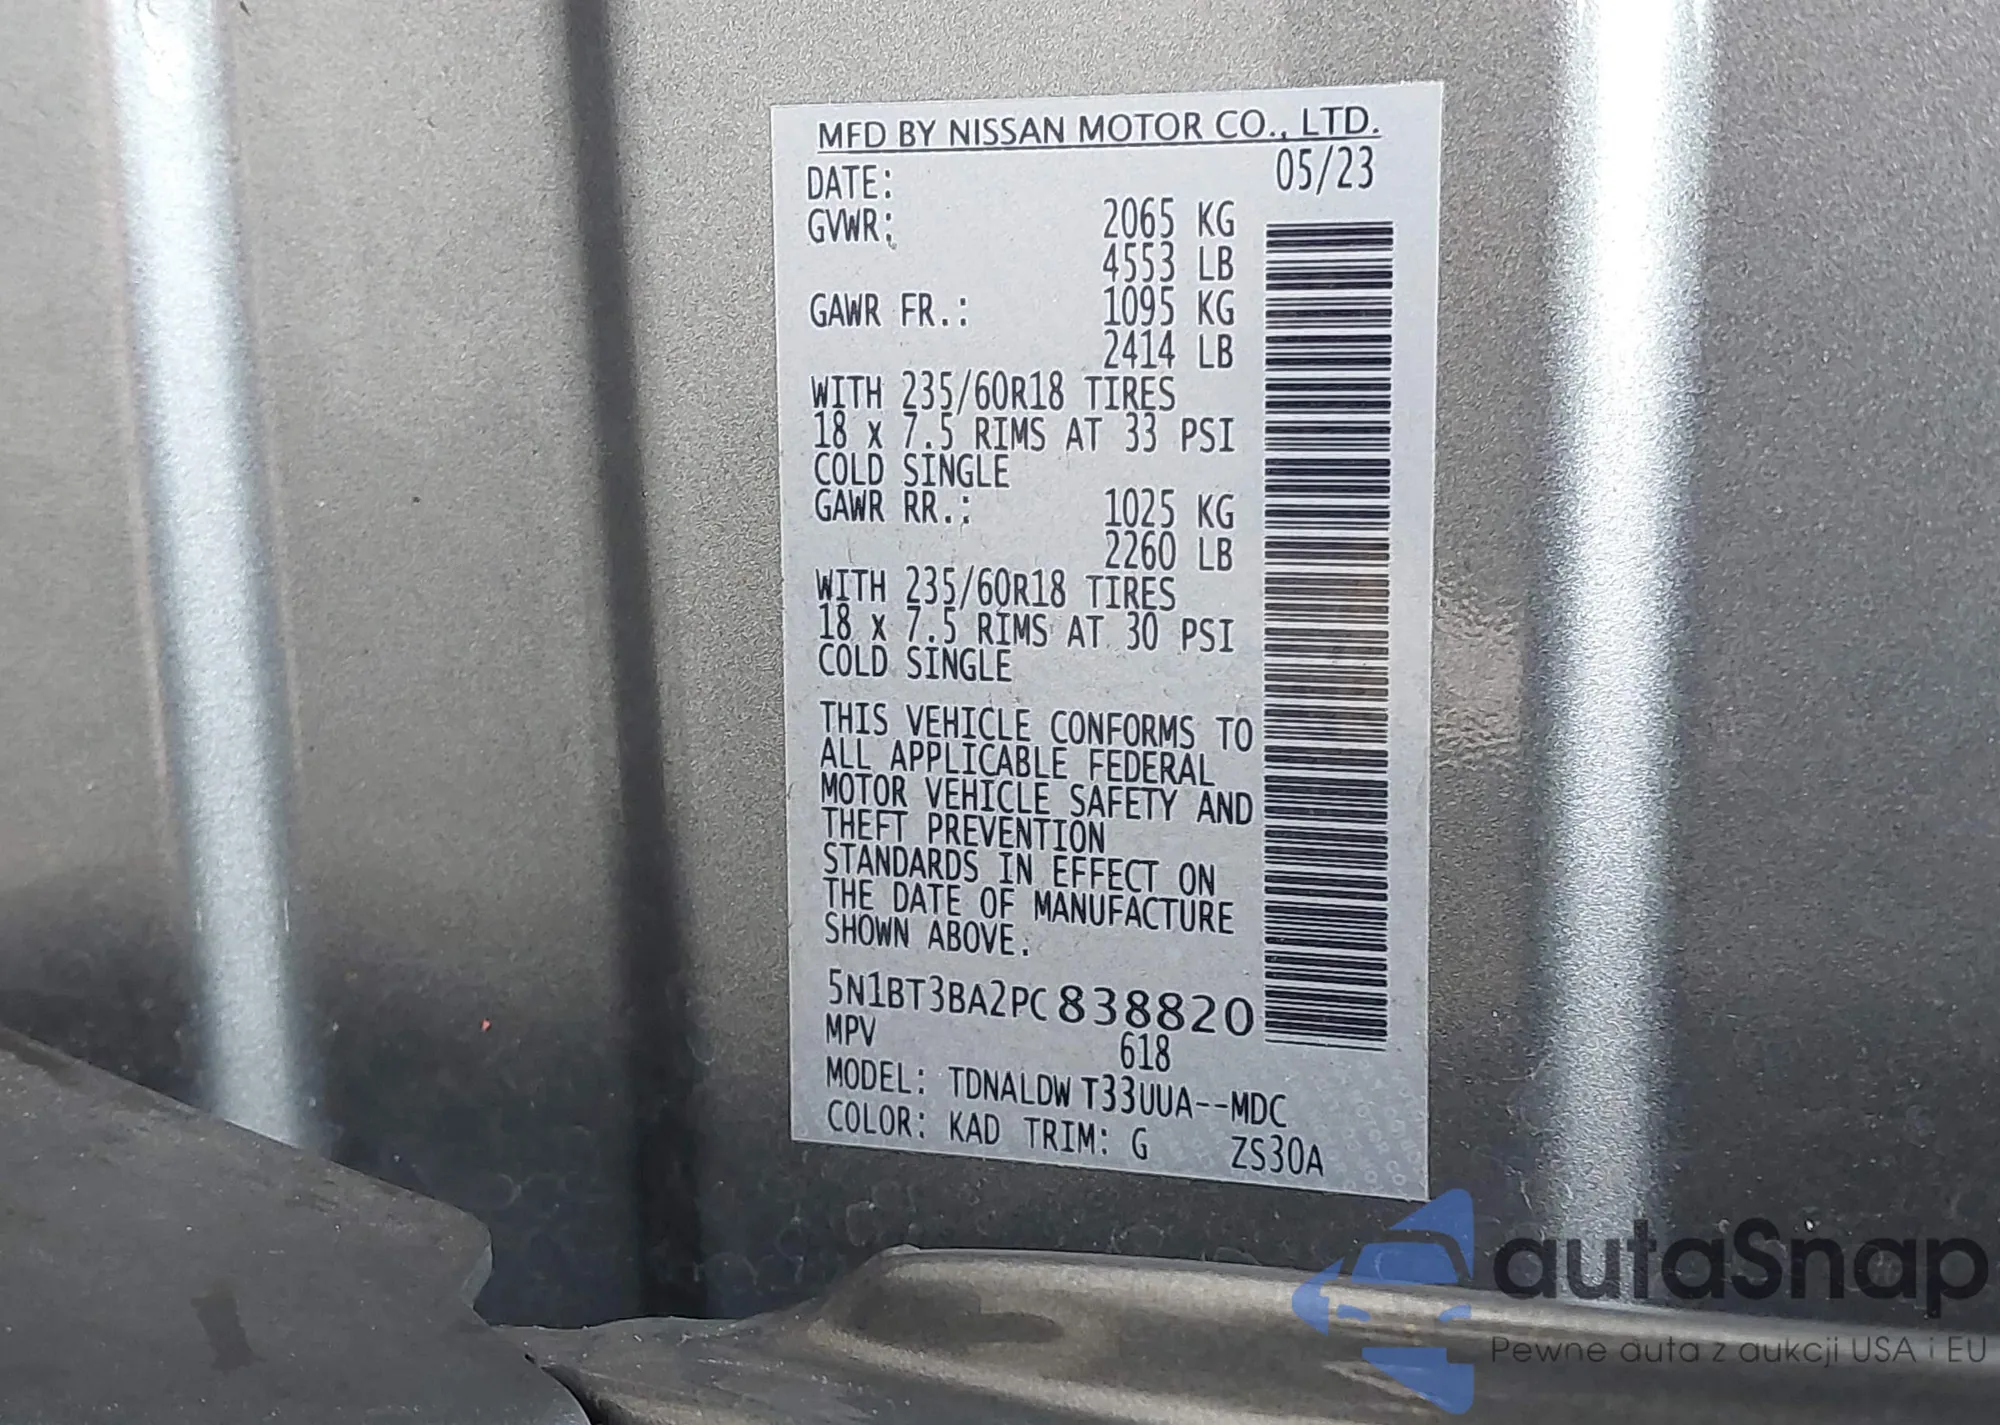 MFD BY NISSAN MOTOR CO., LTD.
DATE: 05/23
GVWR: 2065 KG
4553 LB
GAWR FR.: 1095 KG
2414 LB
WITH 235/60R18 TIRES
18 x 7.5 RIMS AT 33 PSI
COLD SINGLE
GAWR RR.: 1025 KG
2260 LB
WITH 235/60R18 TIRES
18 x 7.5 RIMS AT 30 PSI
COLD SINGLE
THIS VEHICLE CONFORMS TO
ALL APPLICABLE FEDERAL
MOTOR VEHICLE SAFETY AND
THEFT PREVENTION
STANDARDS IN EFFECT ON
THE DATE OF MANUFACTURE
SHOWN ABOVE.
5N1BT3BA2PC838820
MPV 618
MODEL: TDNALDW T33UUA--MDC
COLOR: KAD TRIM: G ZS30A
autaSnap
Pewne auta z aukcji USA i EU